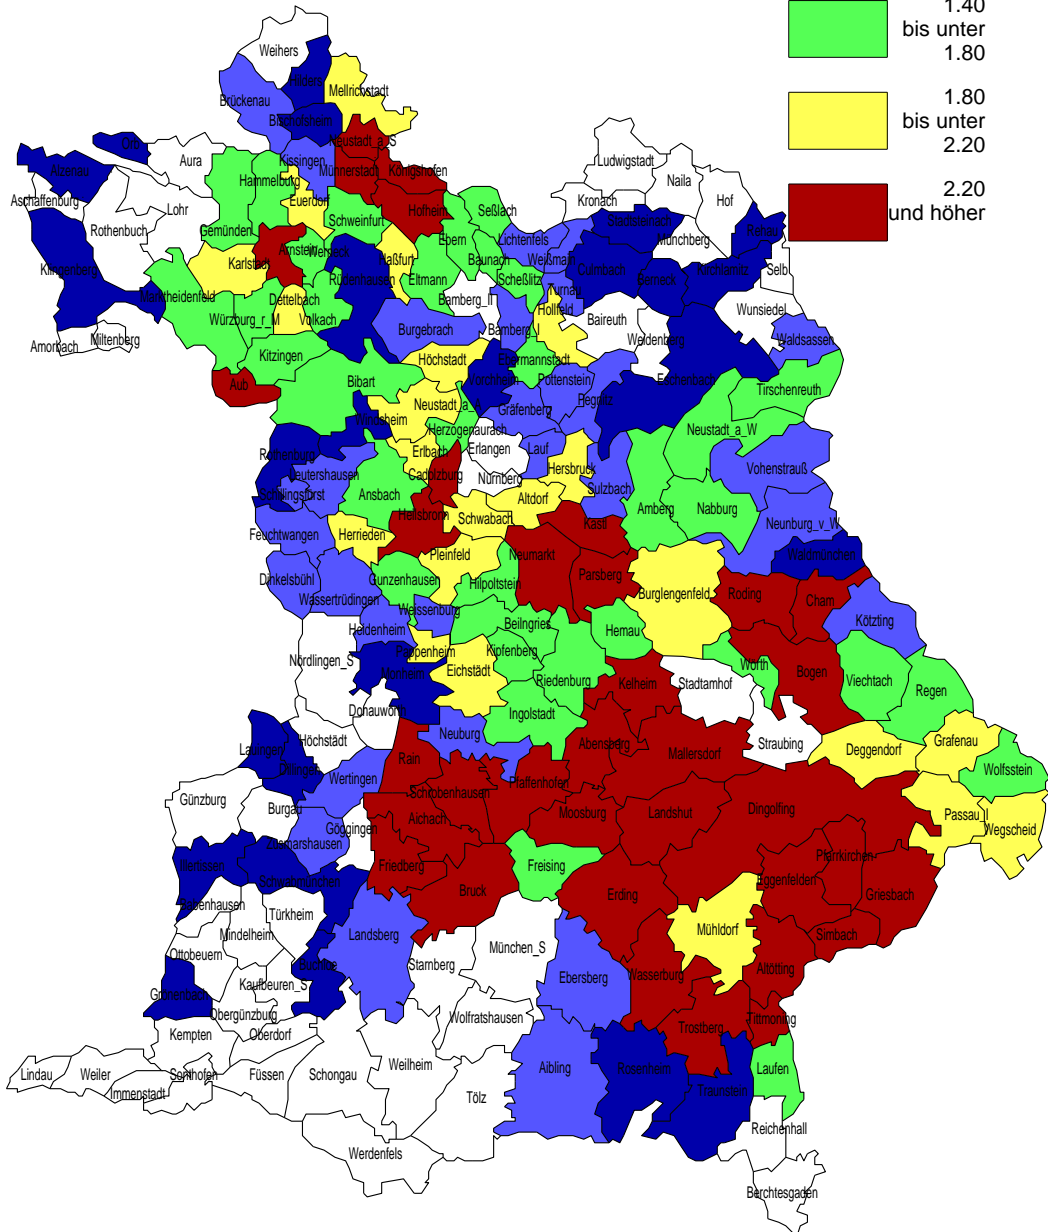 1.40
bis unter
1.80
1.80
bis unter
2.20
2.20
und höher
Weihers
Hilders
Mellrichstadt
Brückenau
Bischofsheim
Orb
Neustadt_a_S
Aura
Kissingen
Münnerstadt
Königshofen
Alzenau
Hammelburg
Ludwigstadt
Naila
Aschaffenburg
Euerdorf
Hofheim
Seßlach
Kronach
Hof
Lohr
Schweinfurt
Stadtsteinach
Rothenbuch
Gemünden
Ebern
Lichtenfels
Münchberg
Rehau
Arnstein
Werneck
Weißmain
Karlstadt
Haßfurt
Baunach
Culmbach
Kirchlamitz
Selb
Klingenberg
Rüdenhausen
Eltmann
Scheßlitz
Berneck
Marktheidenfeld
Dettelbach
Bamberg_II
Turnau
Hollfeld
Wunsiedel
Würzburg_r_M
Volkach
Burgebrach
Bamberg_I
Baireuth
Weidenberg
Waldsassen
Amorbach
Miltenberg
Kitzingen
Höchstadt
Ebermannstadt
Aub
Bibart
Vorchheim
Pottenstein
Eschenbach
Tirschenreuth
Neustadt_a_A
Gräfenberg
Pegnitz
Windsheim
Herzogenaurach
Neustadt_a_W
Rothenburg
Erlbach
Erlangen
Lauf
Leutershausen
Cadolzburg
Nürnberg
Hersbruck
Vohenstrauß
Schillingsfürst
Ansbach
Altdorf
Sulzbach
Amberg
Nabburg
Heilsbronn
Schwabach
Kastl
Neunburg_v_W
Feuchtwangen
Herrieden
Pleinfeld
Neumarkt
Waldmünchen
Dinkelsbühl
Gunzenhausen
Hilpoltstein
Parsberg
Wassertrüdingen
Burglengenfeld
Roding
Cham
Weissenburg
Beilngries
Kötzting
Heidenheim
Hemau
Pappenheim
Kipfenberg
Nördlingen_S
Monheim
Eichstädt
Riedenburg
Kelheim
Stadtamhof
Wörth
Bogen
Viechtach
Regen
Donauwörth
Ingolstadt
Höchstädt
Neuburg
Abensberg
Straubing
Deggendorf
Grafenau
Lauingen
Rain
Mallersdorf
Dillingen
Wertingen
Pfaffenhofen
Wolfsstein
Günzburg
Burgau
Schrobenhausen
Moosburg
Landshut
Dingolfing
Passau_II
Göggingen
Aichach
Wegscheid
Zusmarshausen
Illertissen
Friedberg
Freising
Pfarrkirchen
Schwabmünchen
Bruck
Erding
Eggenfelden
Griesbach
Babenhausen
Türkheim
Mindelheim
Landsberg
Mühldorf
Simbach
Ottobeuern
München_S
Buchloe
Starnberg
Ebersberg
Wasserburg
Altötting
Grönenbach
Kaufbeuren_S
Obergünzburg
Wolfratshausen
Tittmoning
Kempten
Oberdorf
Trostberg
Lindau
Weiler
Sonthofen
Füssen
Schongau
Weilheim
Aibling
Rosenheim
Laufen
Immenstadt
Traunstein
Tölz
Reichenhall
Werdenfels
Berchtesgaden